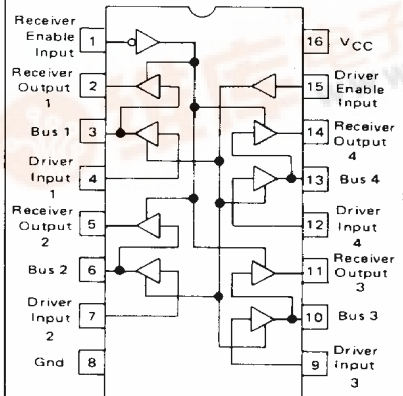 Receiver
Enable
Input
1
Receiver
Output
1
2
Bus 1
3
Driver
Input
1
4
Receiver
Output
2
5
Bus 2
6
Driver
Input
2
7
Gnd
8
16
VCC
15
Driver
Enable
Input
14
Receiver
Output
4
13
Bus 4
12
Driver
Input
4
11
Receiver
Output
3
10
Bus 3
9
Driver
Input
3